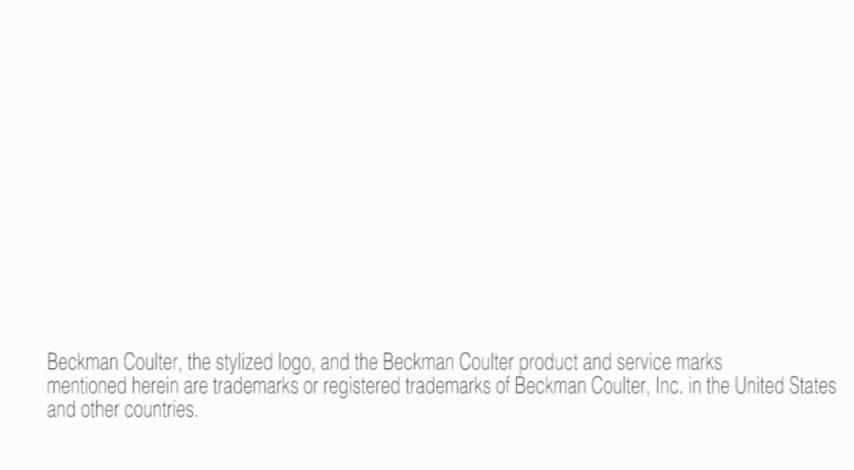 Beckman Coulter, the stylized logo, and the Beckman Coulter product and service marks
mentioned herein are trademarks or registered trademarks of Beckman Coulter, Inc. in the United States
and other countries.